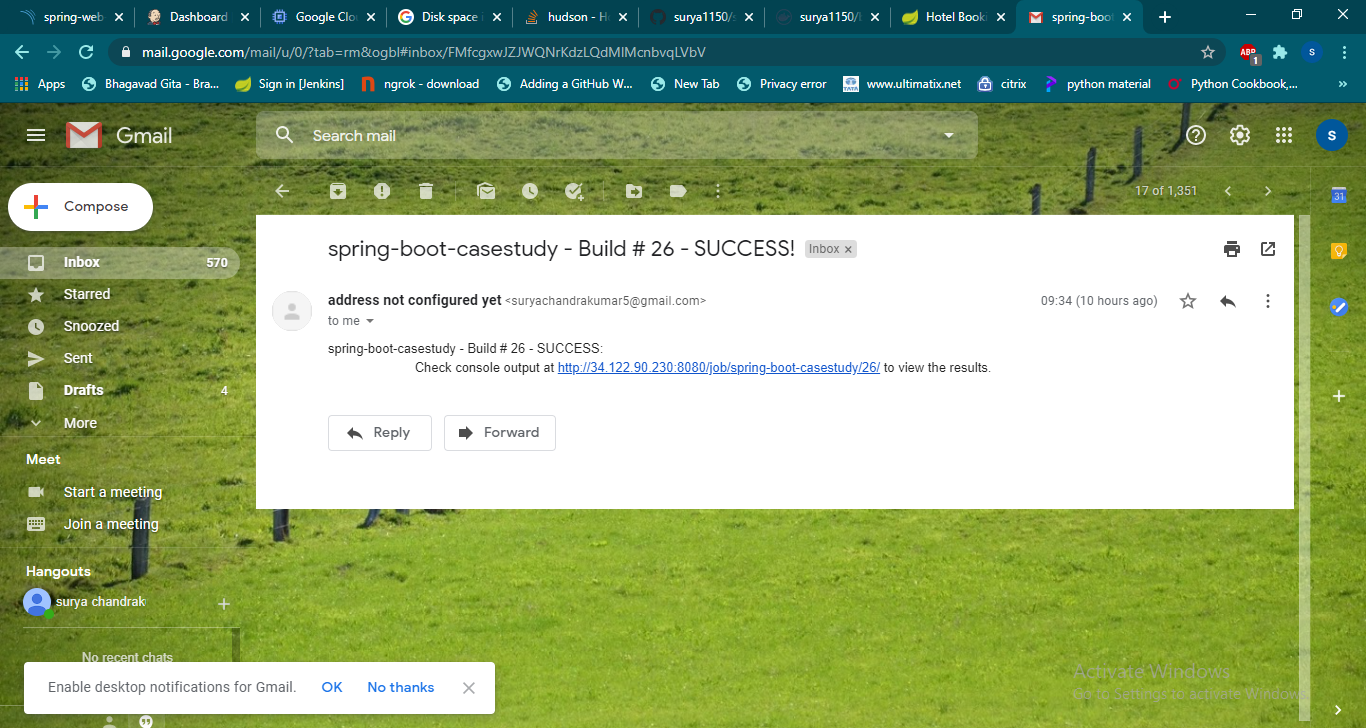 spring-web
Dashboard
Google Clo
Disk space i
hudson - H
surya1150/s
surya1150/
Hotel Booki
spring-boot
mail.google.com/mail/u/0/?tab=rm&ogbl#inbox/FMfcgxwJZJWQNrKdzLQdMlMcnbvqLVbV
ABP
1
S
Apps
Bhagavad Gita - Bra...
Sign in [Jenkins]
ngrok - download
Adding a GitHub W...
New Tab
Privacy error
TATA
www.ultimatix.net
citrix
python material
Python Cookbook,...
»
Gmail
Search mail
S
Compose
17 of 1,351
31
Inbox 570
Starred
Snoozed
Sent
Drafts 4
More
Meet
Start a meeting
Join a meeting
Hangouts
surya chandrak
No recent chats
spring-boot-casestudy - Build # 26 - SUCCESS!
Inbox ×
address not configured yet <suryachandrakumar5@gmail.com>
09:34 (10 hours ago)
to me
spring-boot-casestudy - Build # 26 - SUCCESS:
Check console output at http://34.122.90.230:8080/job/spring-boot-casestudy/26/ to view the results.
Reply
Forward
Enable desktop notifications for Gmail. OK No thanks
Activate Windows
Go to Settings to activate Windows.